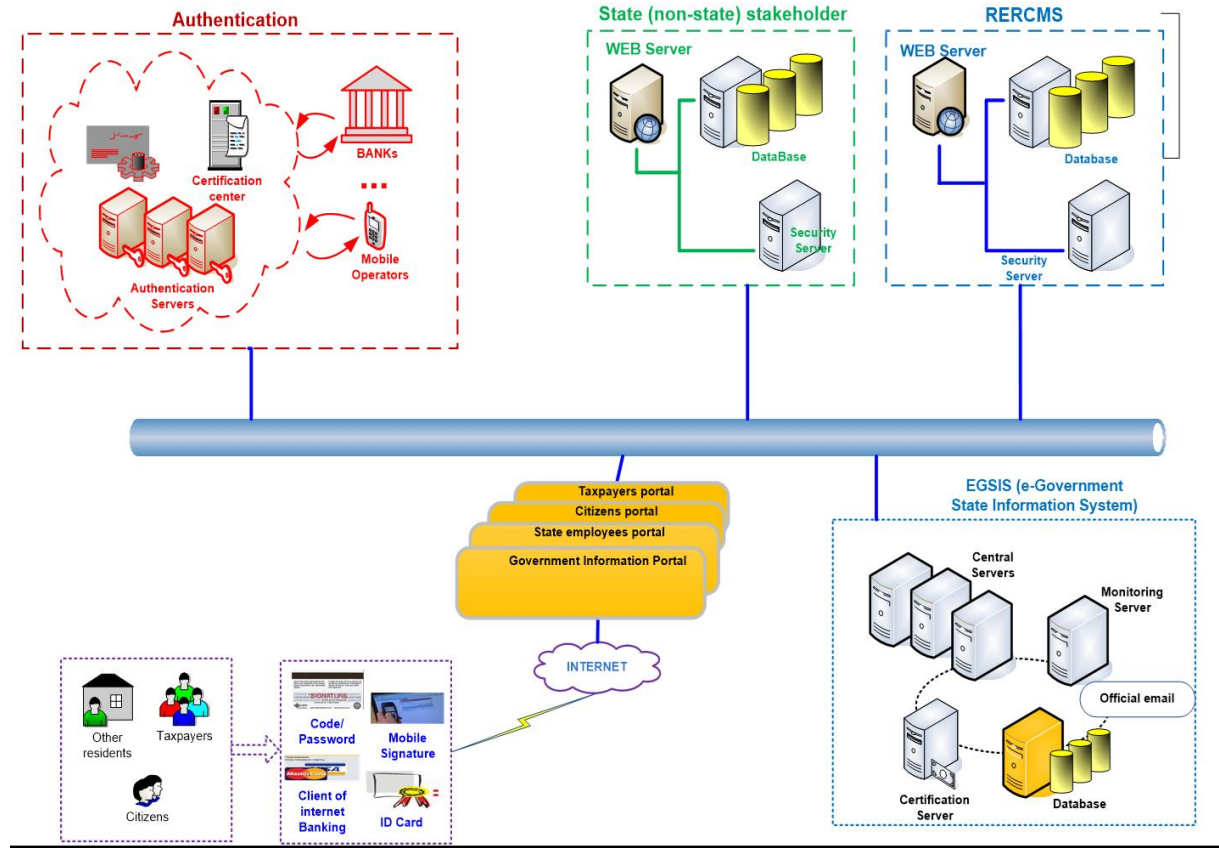 Authentication
Certification
center
BANKs
...
Mobile
Operators
Authentication
Servers
State (non-state) stakeholder
WEB Server
DataBase
Security
Server
RERCMS
WEB Server
Database
Security
Server
Taxpayers portal
Citizens portal
State employees portal
Government Information Portal
INTERNET
EGSIS (e-Government
State Information System)
Central
Servers
Monitoring
Server
Official email
Certification
Server
Database
Other
residents
Taxpayers
Citizens
SIGNATURE
Code/
Password
Mobile
Signature
Client of
internet
Banking
ID Card